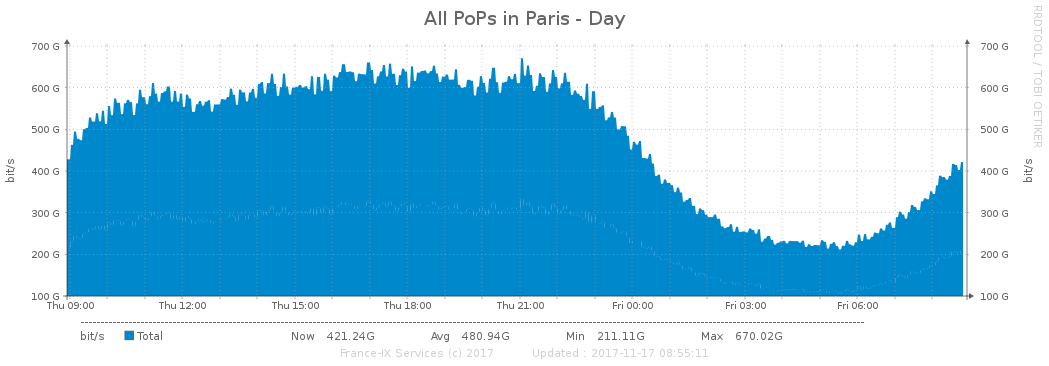 All PoPs in Paris - Day
RRDTOOL / TOBI OETIKER
700 G 700 G
600 G 600 G
500 G 500 G
400 G 400 G
300 G 300 G
200 G 200 G
100 G 100 G
bit/s bit/s
Thu 09:00 Thu 12:00 Thu 15:00 Thu 18:00 Thu 21:00 Fri 00:00 Fri 03:00 Fri 06:00
bit/s Total Now 421.24G Avg 480.94G Min 211.11G Max 670.02G
France-IX Services (c) 2017 Updated : 2017-11-17 08:55:11